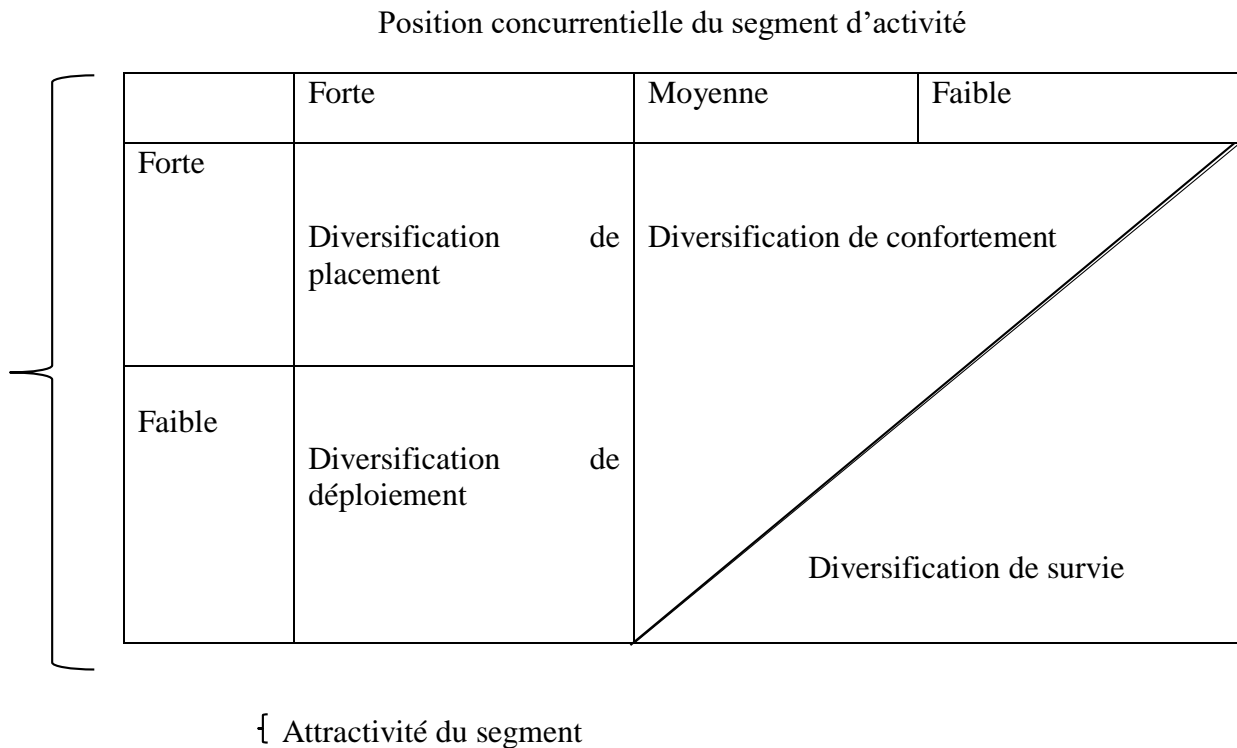 Position concurrentielle du segment d’activité
Forte
Moyenne
Faible
Forte
Diversification de
placement
Diversification de confortement
Faible
Diversification de
déploiement
Diversification de survie
Attractivité du segment